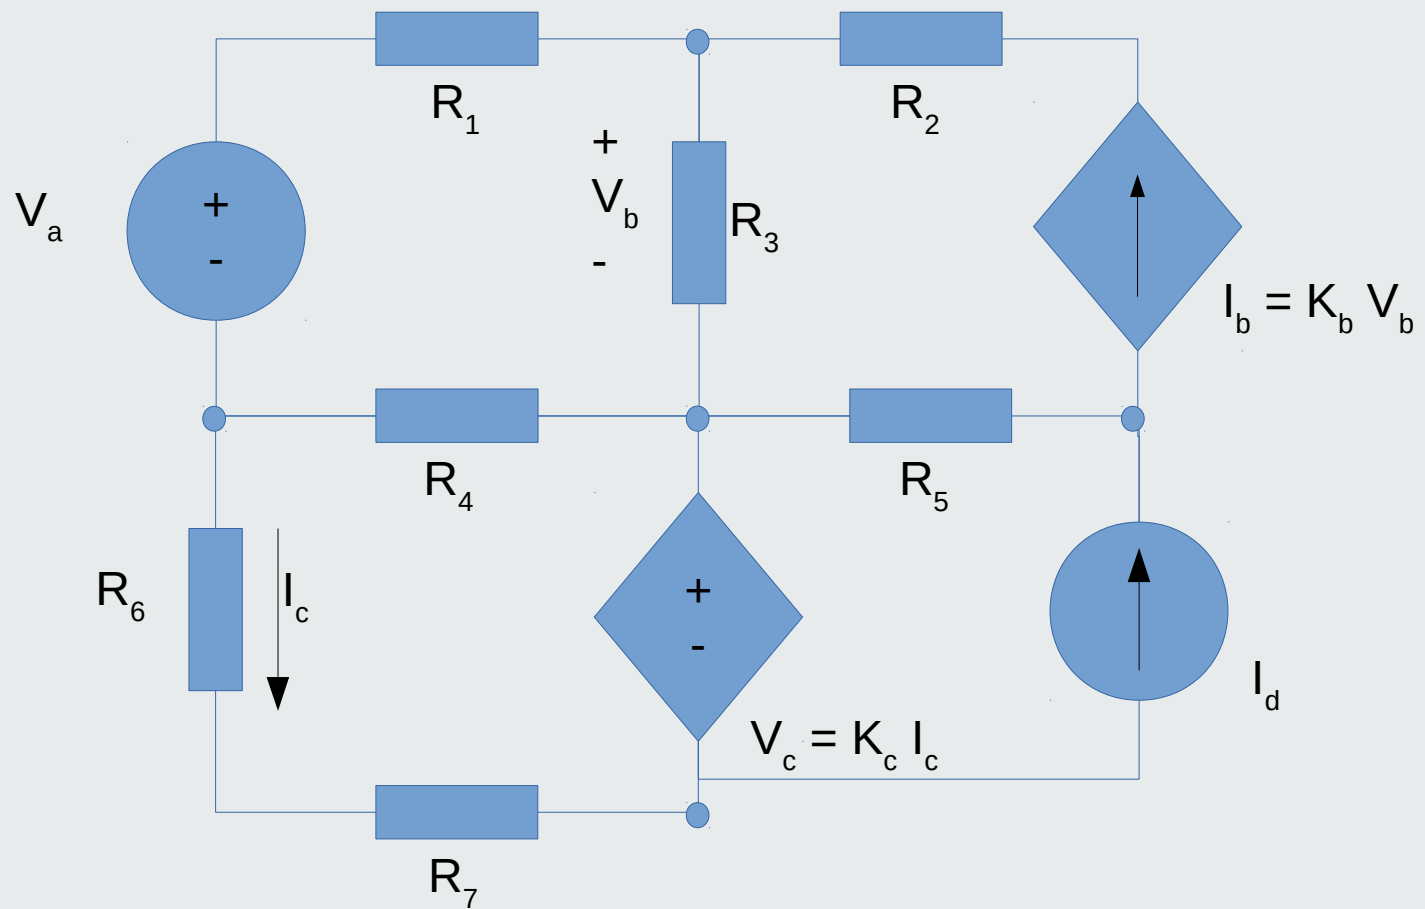 R1
R2
+
Vb
-
R3
Va
+
-
Ib = Kb Vb
R4
R5
R6
Ic
+
-
Id
Vc = Kc Ic
R7